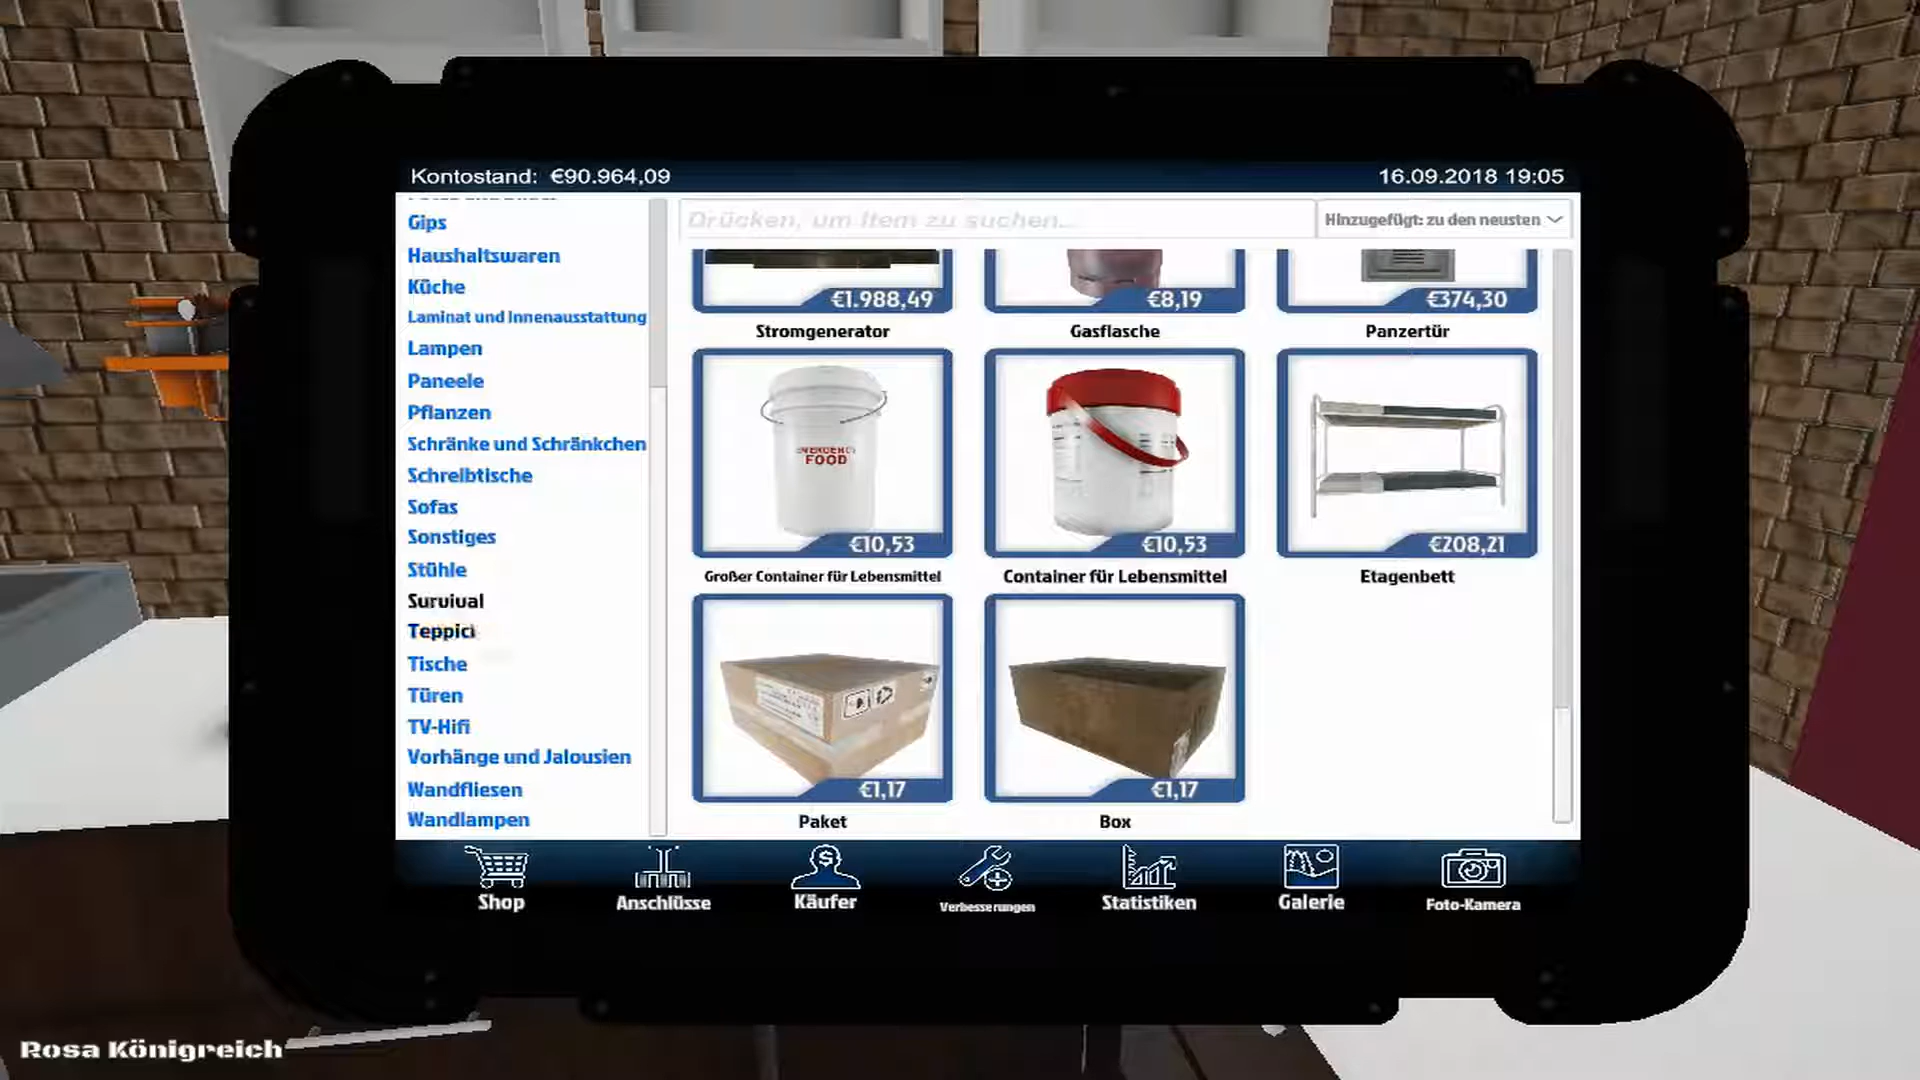 Kontostand: €90.964,09
16.09.2018 19:05
Gips
Haushaltswaren
Küche
Laminat und Innenausstattung
Lampen
Paneele
Pflanzen
Schränke und Schränkchen
Schreibtische
Sofas
Sonstiges
Stühle
Survival
Tische
Türen
TV-Hifi
Vorhänge und Jalousien
Wandfliesen
Wandlampen
Drücken, um Item zu suchen...
Hinzugefügt: zu den neusten
€1.988,49
€8,19
€374,30
Stromgenerator
Gasflasche
Panzertür
EMERGENCY
FOOD
€10,53
€10,53
€208,21
Großer Container für Lebensmittel
Container für Lebensmittel
Etagenbett
€1,17
€1,17
Paket
Box
Shop
Anschlüsse
Käufer
Verbesserungen
Statistiken
Galerie
Foto-Kamera
Rosa Königreich